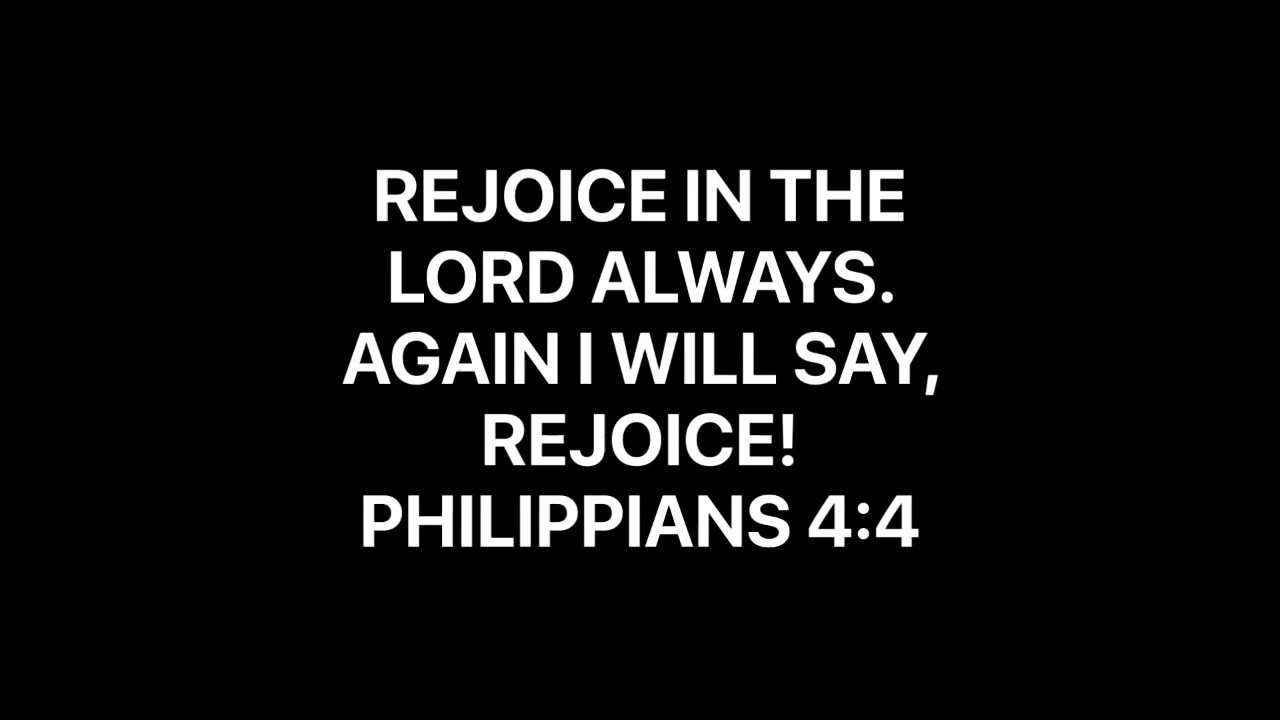 REJOICE IN THE
LORD ALWAYS.
AGAIN I WILL SAY,
REJOICE!
PHILIPPIANS 4:4